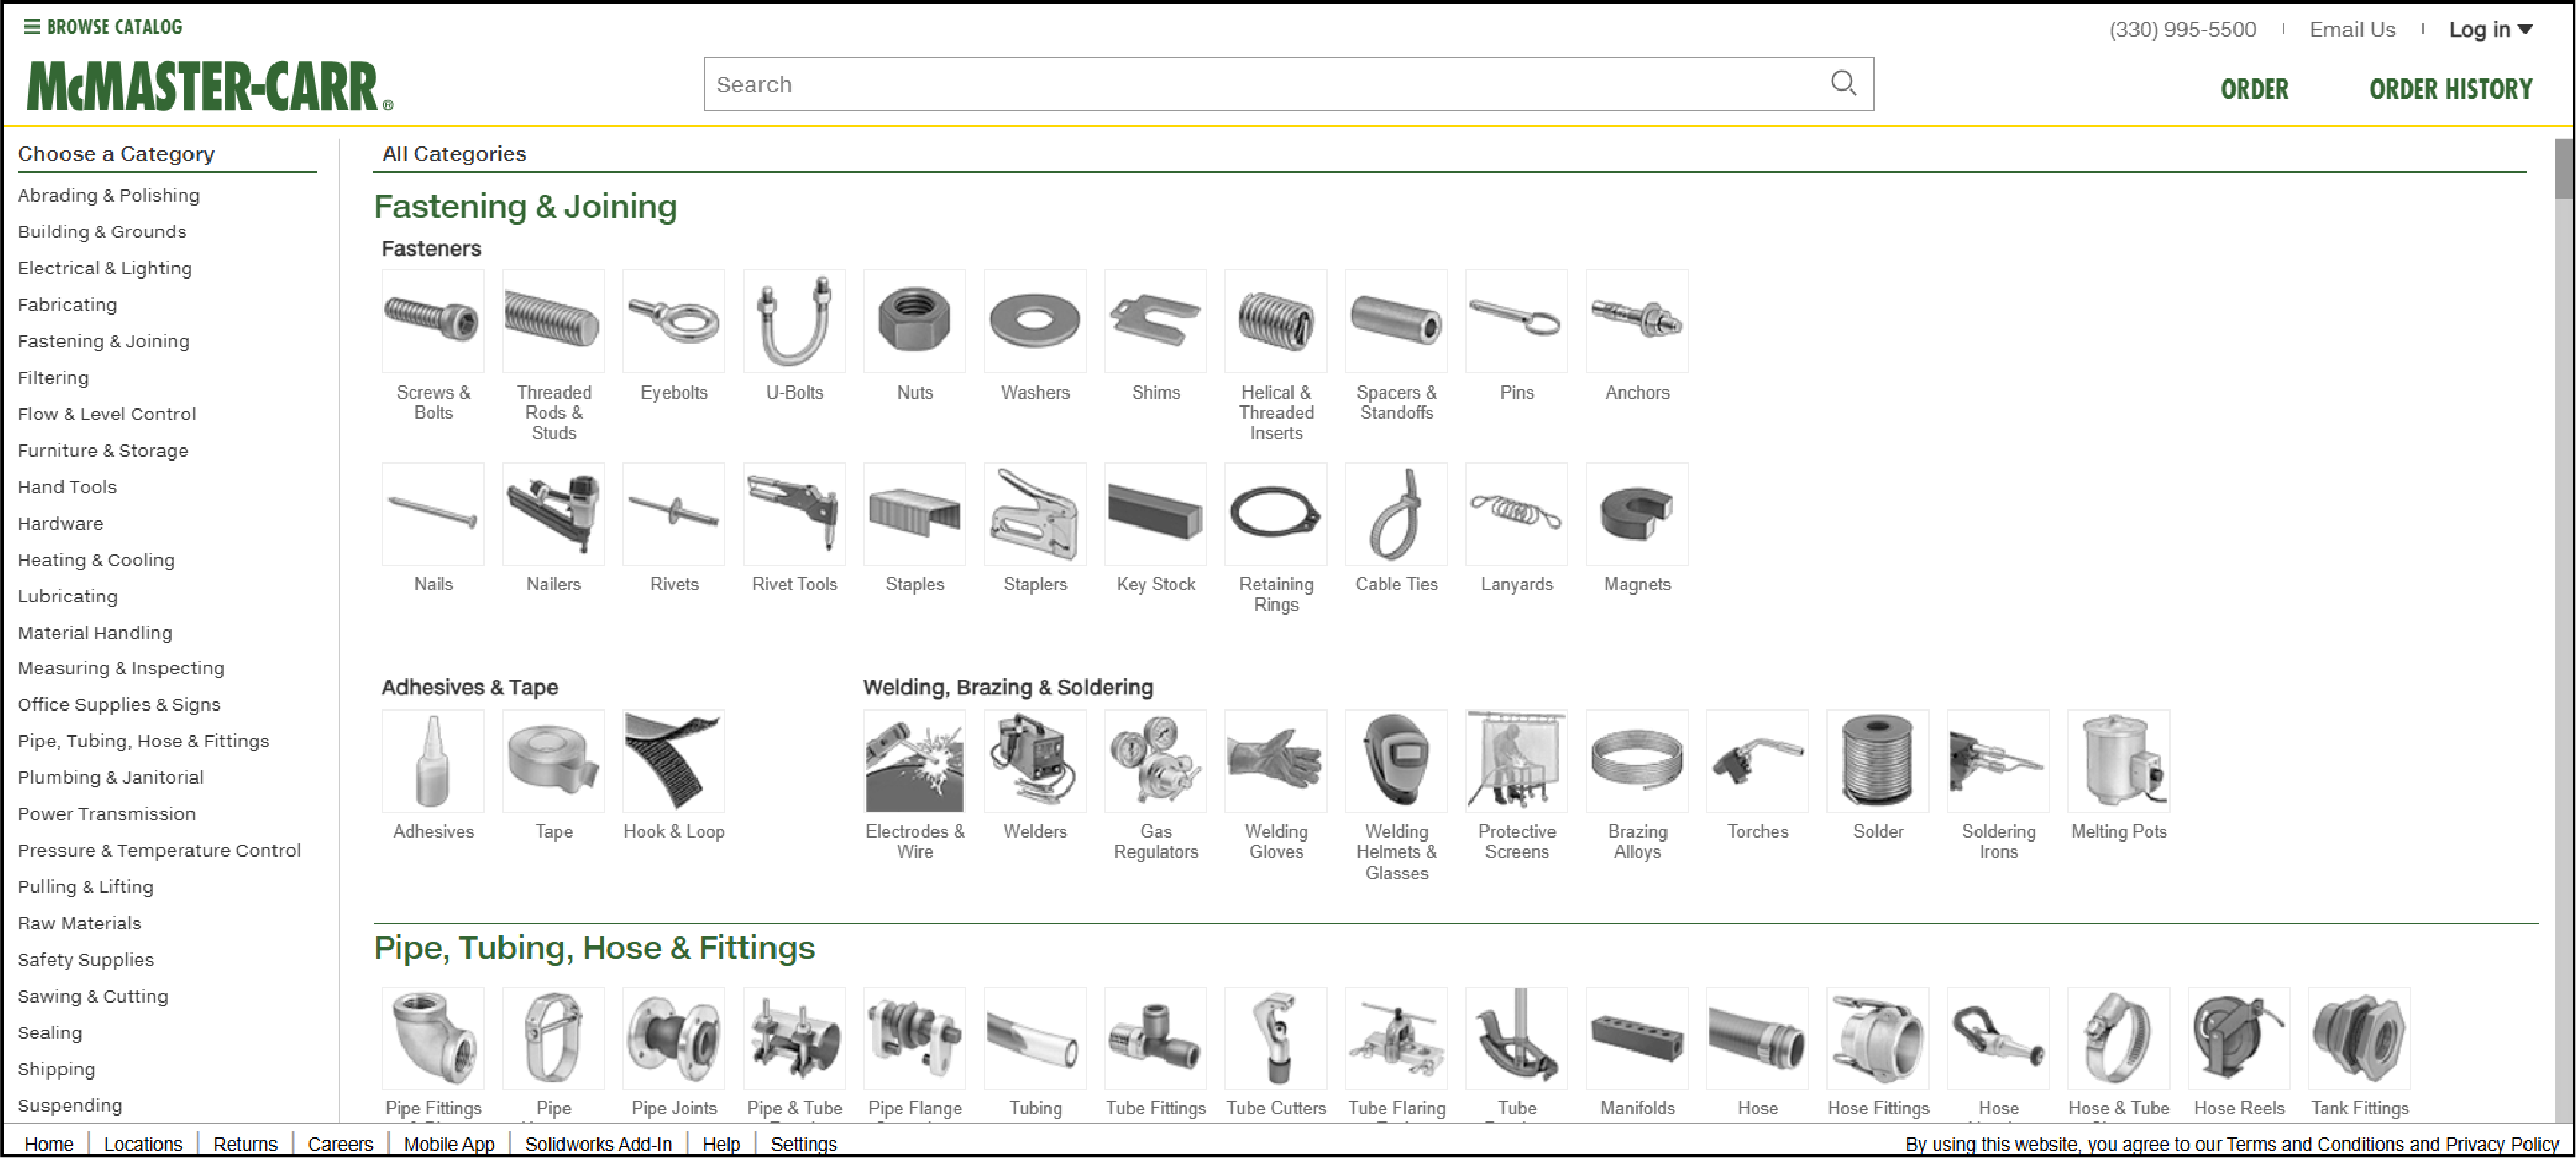 BROWSE CATALOG
(330) 995-5500
Email Us
Log in
McMASTER-CARR®
Search
ORDER
ORDER HISTORY
Choose a Category
Abrading & Polishing
Building & Grounds
Electrical & Lighting
Fabricating
Fastening & Joining
Filtering
Flow & Level Control
Furniture & Storage
Hand Tools
Hardware
Heating & Cooling
Lubricating
Material Handling
Measuring & Inspecting
Office Supplies & Signs
Pipe, Tubing, Hose & Fittings
Plumbing & Janitorial
Power Transmission
Pressure & Temperature Control
Pulling & Lifting
Raw Materials
Safety Supplies
Sawing & Cutting
Sealing
Shipping
Suspending
All Categories
Fastening & Joining
Fasteners
Screws &
Bolts
Threaded
Rods &
Studs
Eyebolts
U-Bolts
Nuts
Washers
Shims
Helical &
Threaded
Inserts
Spacers &
Standoffs
Pins
Anchors
Nails
Nailers
Rivets
Rivet Tools
Staples
Staplers
Key Stock
Retaining
Rings
Cable Ties
Lanyards
Magnets
Adhesives & Tape
Adhesives
Tape
Hook & Loop
Welding, Brazing & Soldering
Electrodes &
Wire
Welders
Gas
Regulators
Welding
Gloves
Welding
Helmets &
Glasses
Protective
Screens
Brazing
Alloys
Torches
Solder
Soldering
Irons
Melting Pots
Pipe, Tubing, Hose & Fittings
Pipe Fittings
Pipe
Pipe Joints
Pipe & Tube
Pipe Flange
Tubing
Tube Fittings
Tube Cutters
Tube Flaring
Tube
Manifolds
Hose
Hose Fittings
Hose
Hose & Tube
Hose Reels
Tank Fittings
Home
Locations
Returns
Careers
Mobile App
Solidworks Add-In
Help
Settings
By using this website, you agree to our Terms and Conditions and Privacy Policy